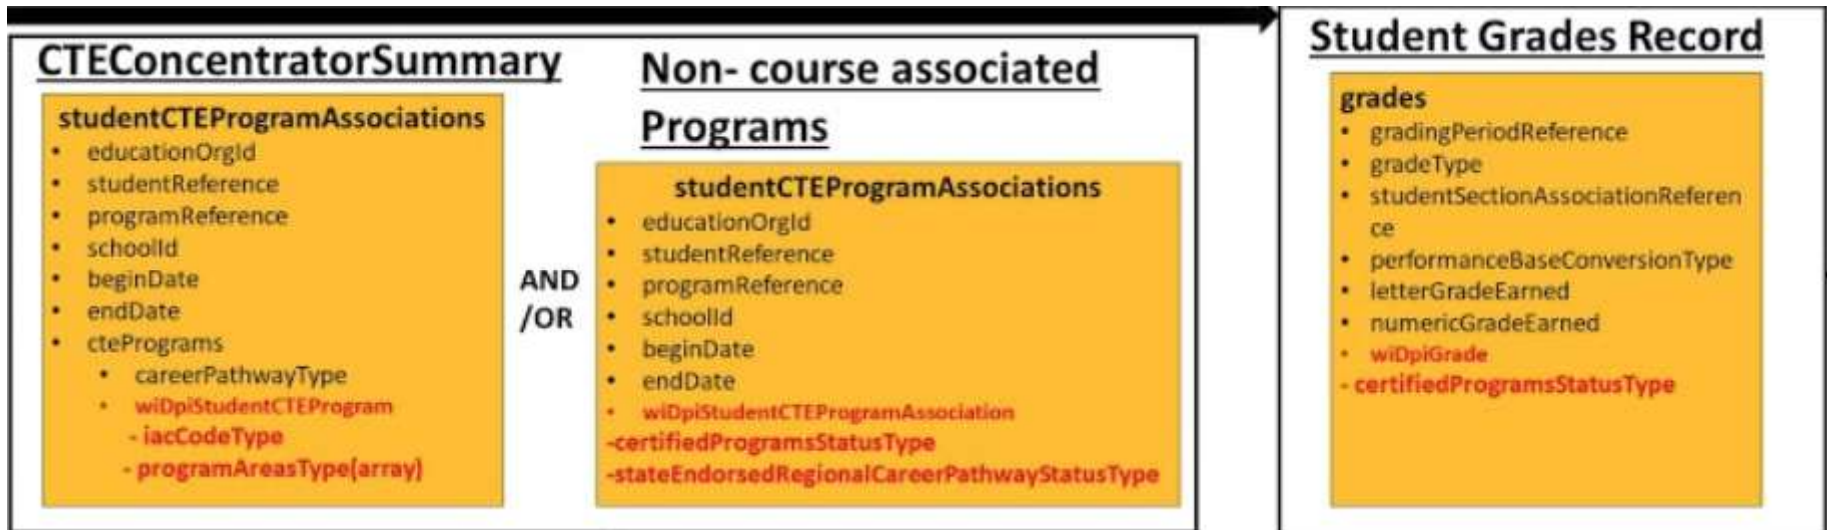 CTEConcentratorSummary
studentCTEProgramAssociations
• educationOrgId
• studentReference
• programReference
• schoolId
• beginDate
• endDate
• ctePrograms
• careerPathwayType
• wiDpiStudentCTEProgram
- iacCodeType
- programAreasType(array)
AND
/OR
Non- course associated
Programs
studentCTEProgramAssociations
• educationOrgId
• studentReference
• programReference
• schoolId
• beginDate
• endDate
• wiDpiStudentCTEProgramAssociation
-certifiedProgramsStatusType
-stateEndorsedRegionalCareerPathwayStatusType
Student Grades Record
grades
• gradingPeriodReference
• gradeType
• studentSectionAssociationReferen
ce
• performanceBaseConversionType
• letterGradeEarned
• numericGradeEarned
• wiDpiGrade
- certifiedProgramsStatusType